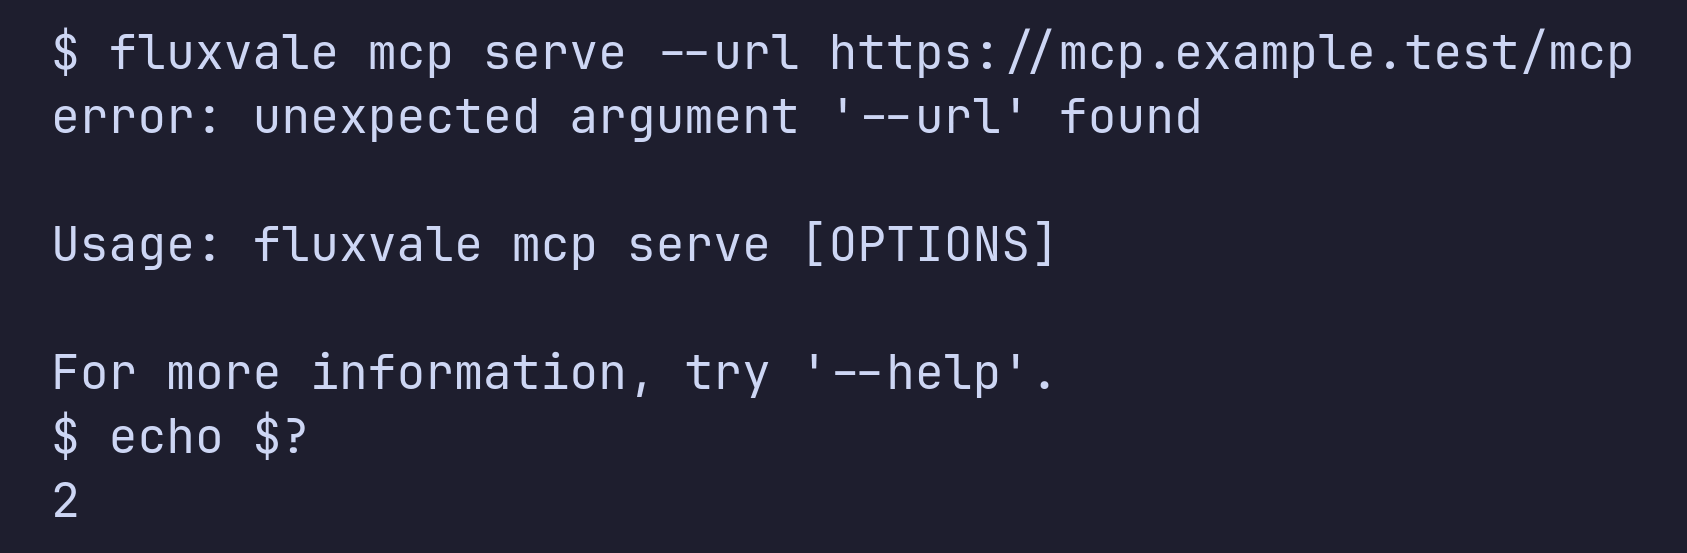 $ fluxvale mcp serve --url https://mcp.example.test/mcp
error: unexpected argument '--url' found

Usage: fluxvale mcp serve [OPTIONS]

For more information, try '--help'.
$ echo $?
2